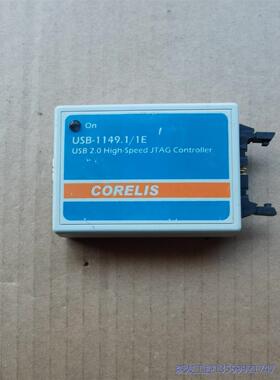 On
USB-1149.1/1E
USB 2.0 High-Speed JTAG Controller
CORELIS